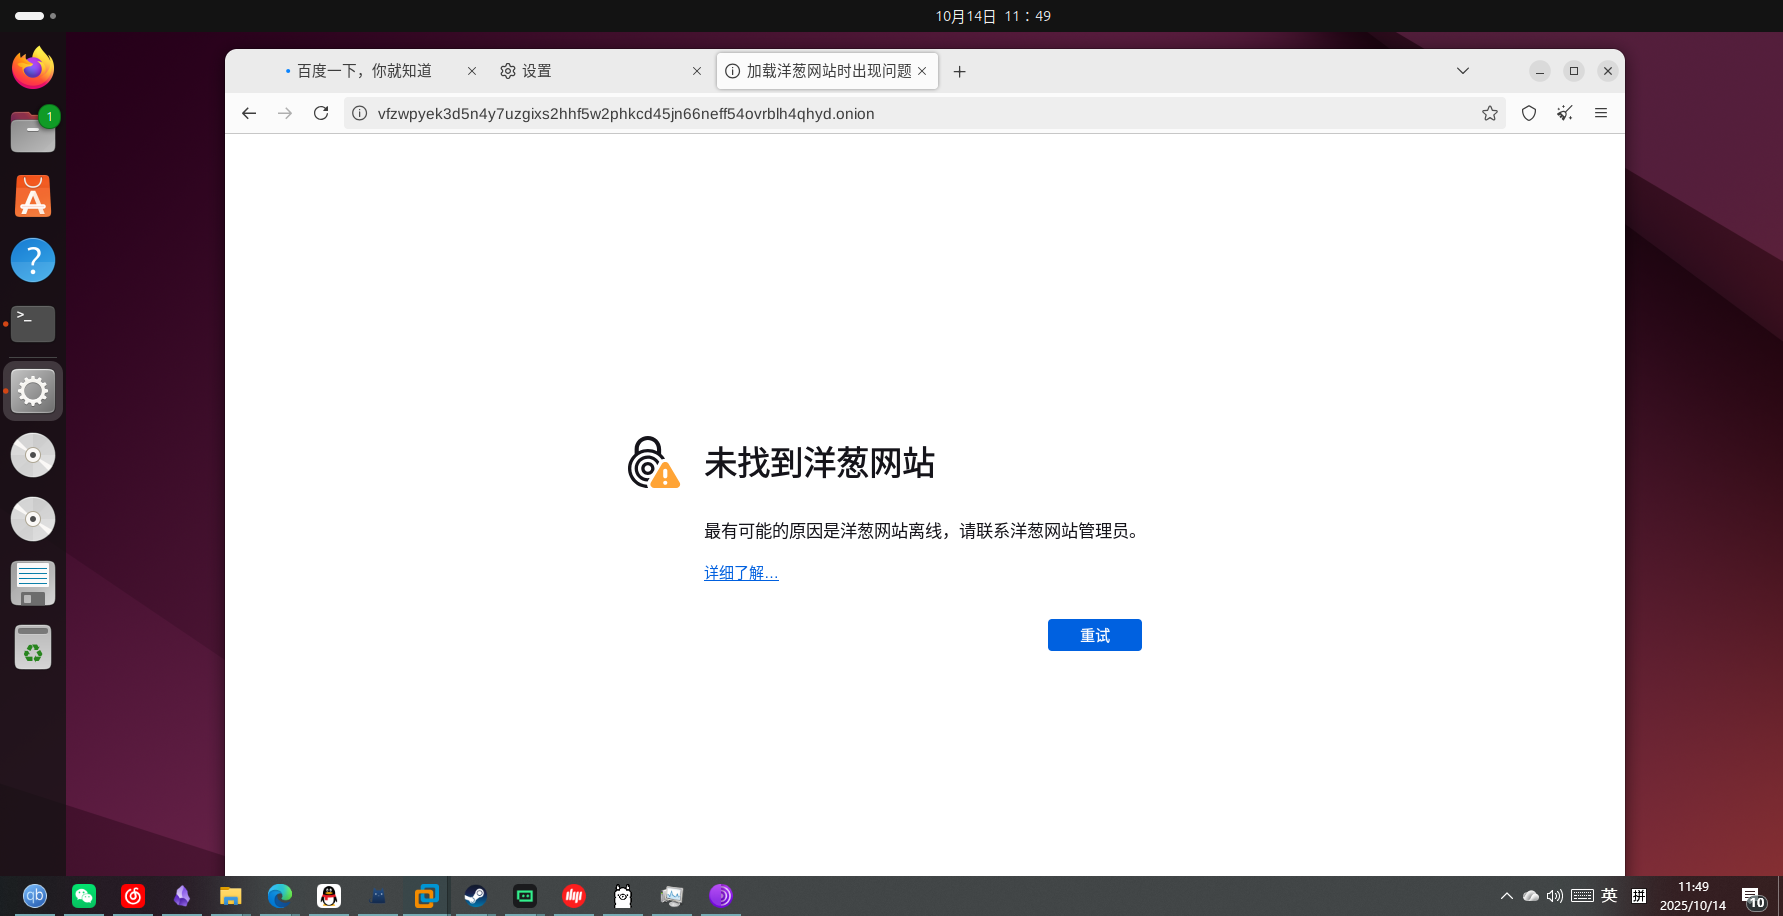 10月14日 11：49
百度一下，你就知道
设置
加载洋葱网站时出现问题
vfzwpyek3d5n4y7uzgixs2hhf5w2phkcd45jn66neff54ovrblh4qhyd.onion
1
?
>_
未找到洋葱网站
最有可能的原因是洋葱网站离线，请联系洋葱网站管理员。
详细了解…
重试
qb
英
拼
11:49
2025/10/14
10